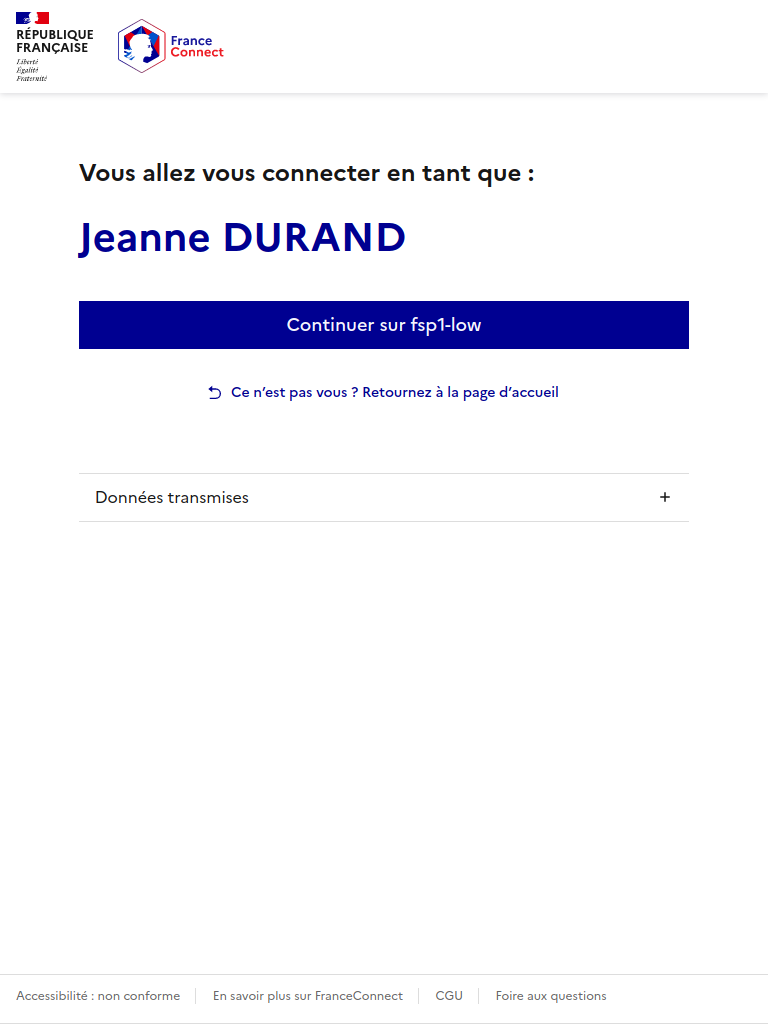 RÉPUBLIQUE
FRANÇAISE
Liberté
Égalité
Fraternité
France
Connect
Vous allez vous connecter en tant que :
Jeanne DURAND
Continuer sur fsp1-low
Ce n’est pas vous ? Retournez à la page d’accueil
Données transmises
Accessibilité : non conforme
En savoir plus sur FranceConnect
CGU
Foire aux questions